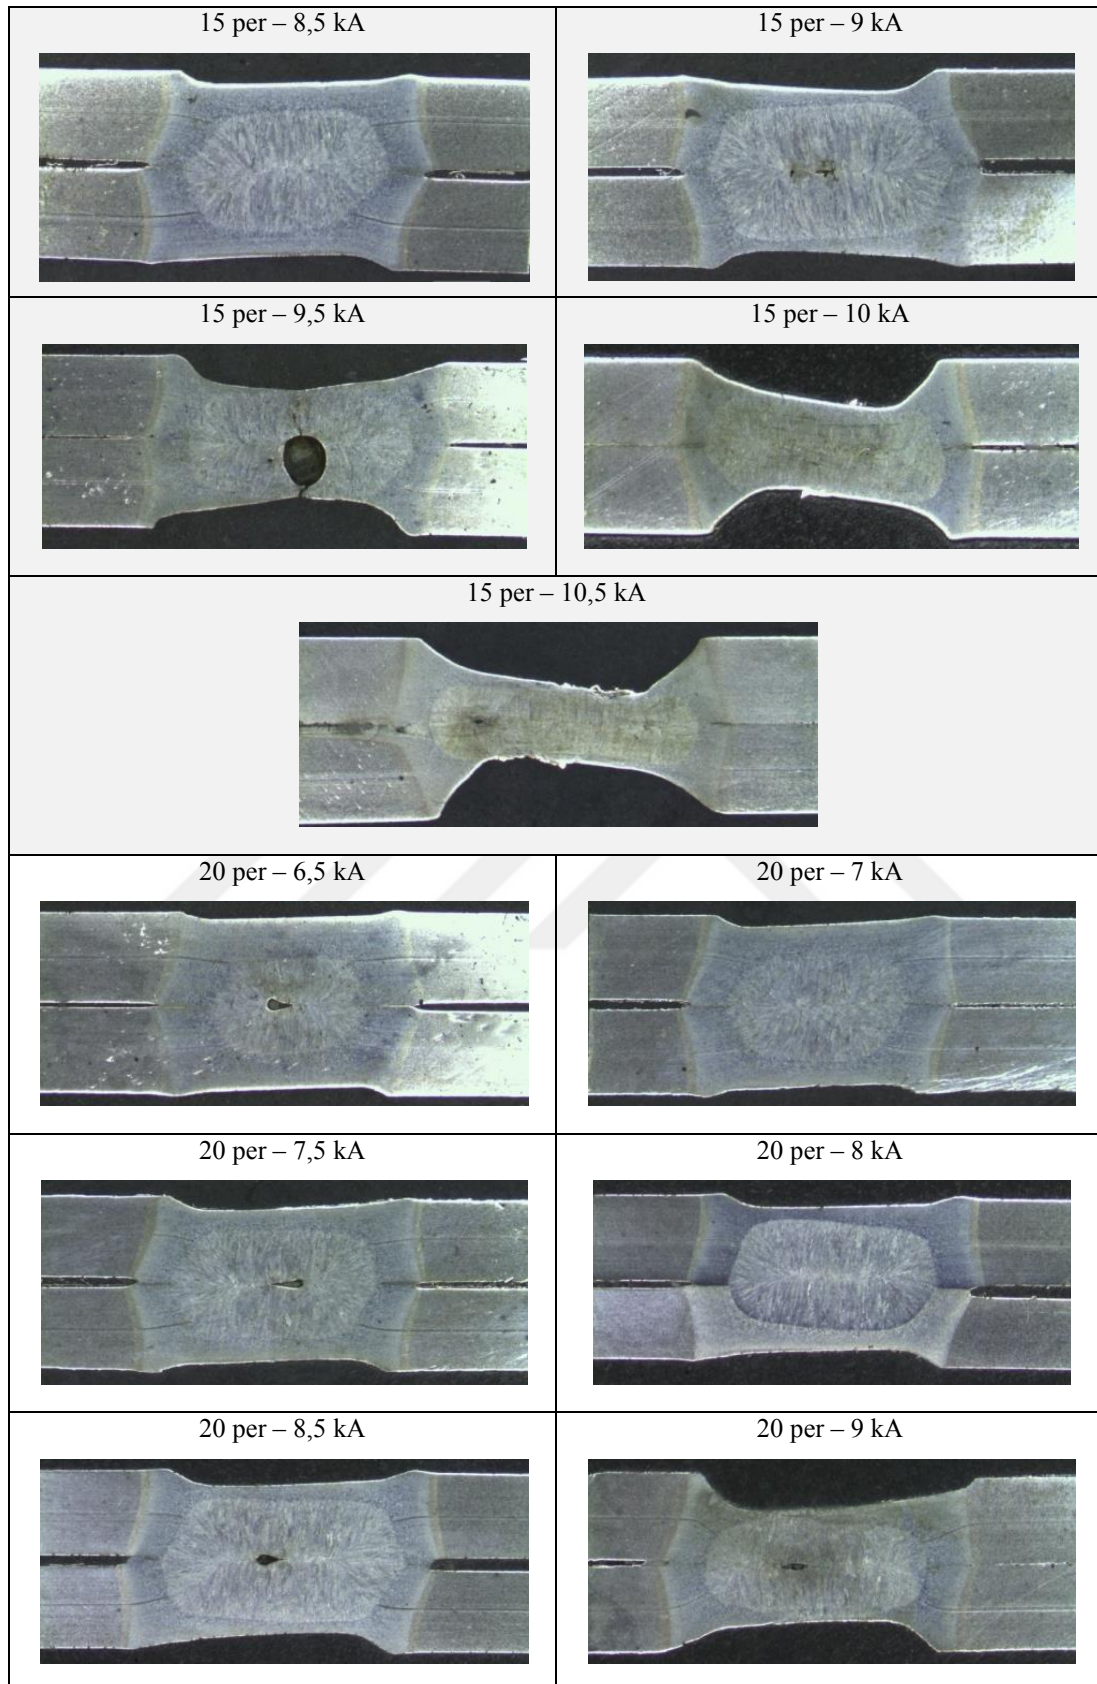 15 per – 8,5 kA
15 per – 9 kA
15 per – 9,5 kA
15 per – 10 kA
15 per – 10,5 kA
20 per – 6,5 kA
20 per – 7 kA
20 per – 7,5 kA
20 per – 8 kA
20 per – 8,5 kA
20 per – 9 kA